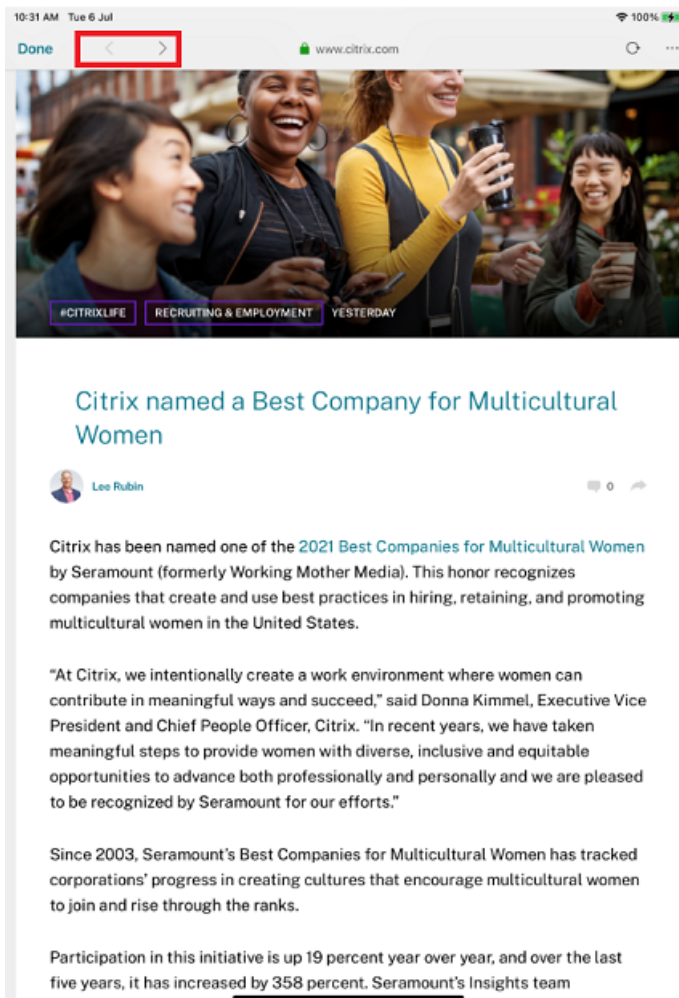 10:31 AM Tue 6 Jul
100%
Done
www.citrix.com
#CITRIXLIFE
RECRUITING & EMPLOYMENT
YESTERDAY
Citrix named a Best Company for Multicultural
Women
Lee Rubin
0
Citrix has been named one of the 2021 Best Companies for Multicultural Women
by Seramount (formerly Working Mother Media). This honor recognizes
companies that create and use best practices in hiring, retaining, and promoting
multicultural women in the United States.
“At Citrix, we intentionally create a work environment where women can
contribute in meaningful ways and succeed,” said Donna Kimmel, Executive Vice
President and Chief People Officer, Citrix. “In recent years, we have taken
meaningful steps to provide women with diverse, inclusive and equitable
opportunities to advance both professionally and personally and we are pleased
to be recognized by Seramount for our efforts.”
Since 2003, Seramount’s Best Companies for Multicultural Women has tracked
corporations’ progress in creating cultures that encourage multicultural women
to join and rise through the ranks.
Participation in this initiative is up 19 percent year over year, and over the last
five years, it has increased by 358 percent. Seramount’s Insights team